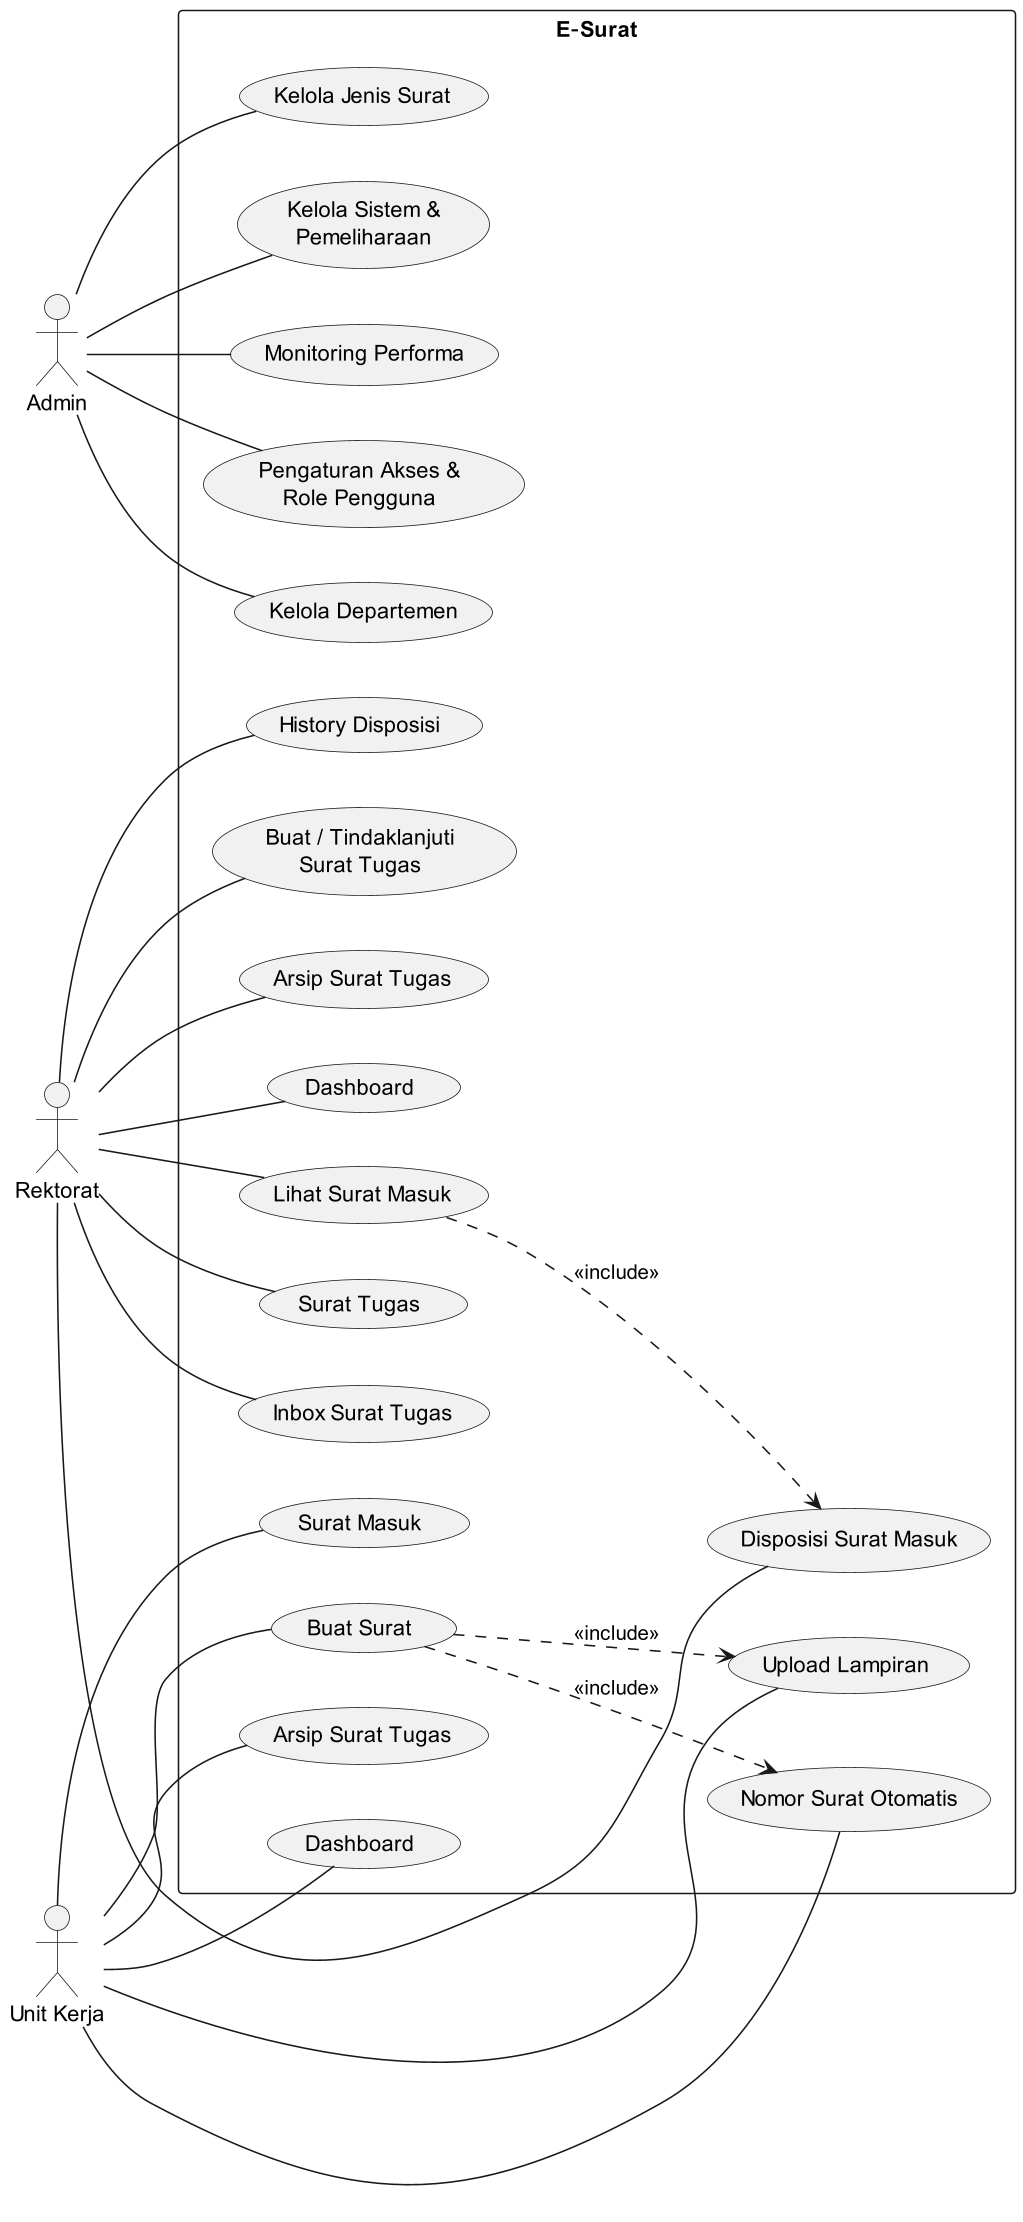 E-Surat
Kelola Jenis Surat
Kelola Sistem &
Pemeliharaan
Monitoring Performa
Admin
Pengaturan Akses &
Role Pengguna
Kelola Departemen
History Disposisi
Buat / Tindaklanjuti
Surat Tugas
Arsip Surat Tugas
Dashboard
Rektorat
Lihat Surat Masuk
«include»
Surat Tugas
Inbox Surat Tugas
Surat Masuk
Disposisi Surat Masuk
Buat Surat
«include»
Upload Lampiran
«include»
Arsip Surat Tugas
Nomor Surat Otomatis
Dashboard
Unit Kerja